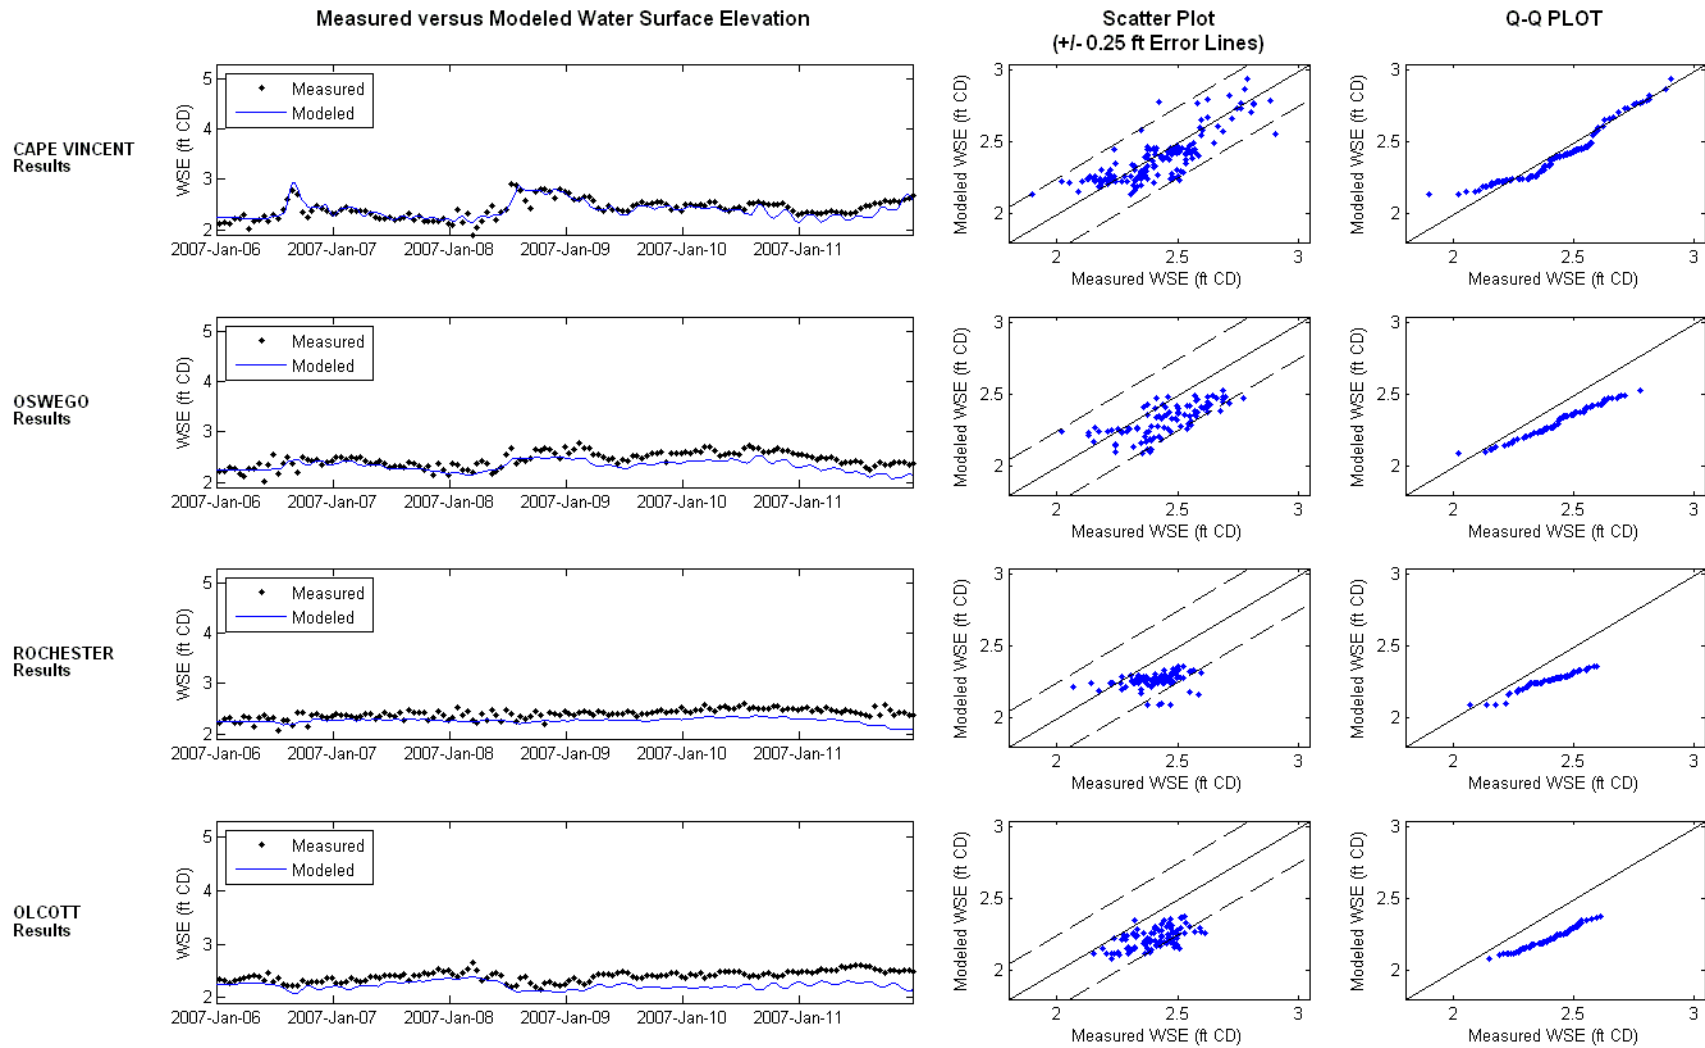 Measured versus Modeled Water Surface Elevation
Scatter Plot
(+/- 0.25 ft Error Lines)
Q-Q PLOT
CAPE VINCENT
Results
WSE (ft CD)
5
4
3
2
Measured
Modeled
2007-Jan-06 2007-Jan-07 2007-Jan-08 2007-Jan-09 2007-Jan-10 2007-Jan-11
Modeled WSE (ft CD)
3
2.5
2
2 2.5 3
Measured WSE (ft CD)
Modeled WSE (ft CD)
3
2.5
2
2 2.5 3
Measured WSE (ft CD)
OSWEGO
Results
WSE (ft CD)
5
4
3
2
Measured
Modeled
2007-Jan-06 2007-Jan-07 2007-Jan-08 2007-Jan-09 2007-Jan-10 2007-Jan-11
Modeled WSE (ft CD)
3
2.5
2
2 2.5 3
Measured WSE (ft CD)
Modeled WSE (ft CD)
3
2.5
2
2 2.5 3
Measured WSE (ft CD)
ROCHESTER
Results
WSE (ft CD)
5
4
3
2
Measured
Modeled
2007-Jan-06 2007-Jan-07 2007-Jan-08 2007-Jan-09 2007-Jan-10 2007-Jan-11
Modeled WSE (ft CD)
3
2.5
2
2 2.5 3
Measured WSE (ft CD)
Modeled WSE (ft CD)
3
2.5
2
2 2.5 3
Measured WSE (ft CD)
OLCOTT
Results
WSE (ft CD)
5
4
3
2
Measured
Modeled
2007-Jan-06 2007-Jan-07 2007-Jan-08 2007-Jan-09 2007-Jan-10 2007-Jan-11
Modeled WSE (ft CD)
3
2.5
2
2 2.5 3
Measured WSE (ft CD)
Modeled WSE (ft CD)
3
2.5
2
2 2.5 3
Measured WSE (ft CD)